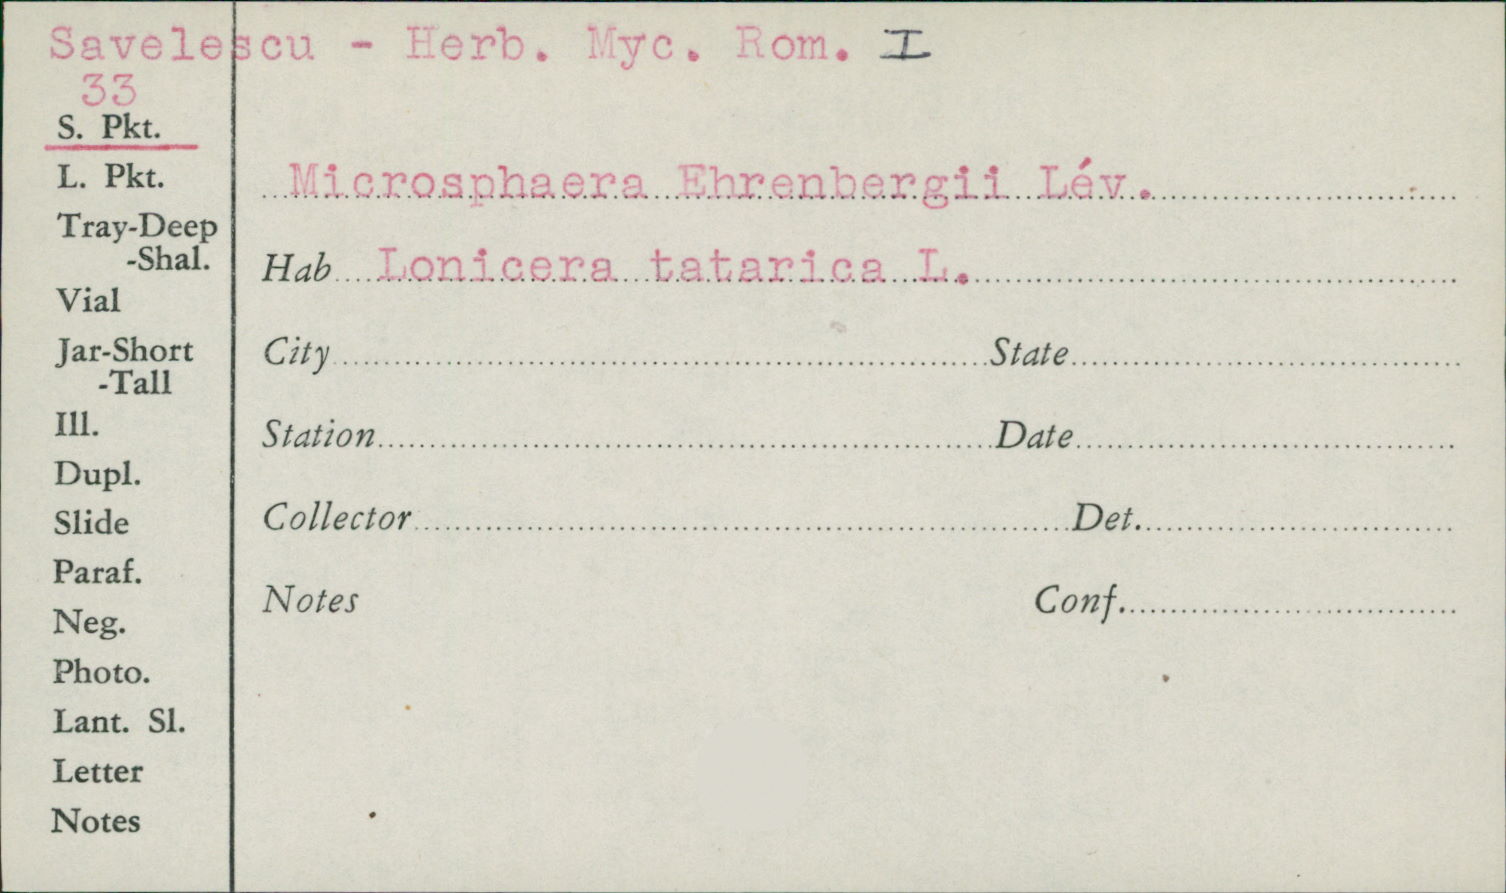 Savelescu - Herb. Myc. Rom. I
33
S. Pkt.
L. Pkt.
Microsphaera Ehrenbergii Lév.
Tray-Deep
-Shal.
Hab Lonicera tatarica L.
Vial
Jar-Short
-Tall
City State
Ill.
Station Date
Dupl.
Slide
Collector Det.
Paraf.
Neg.
Notes Conf.
Photo.
Lant. Sl.
Letter
Notes